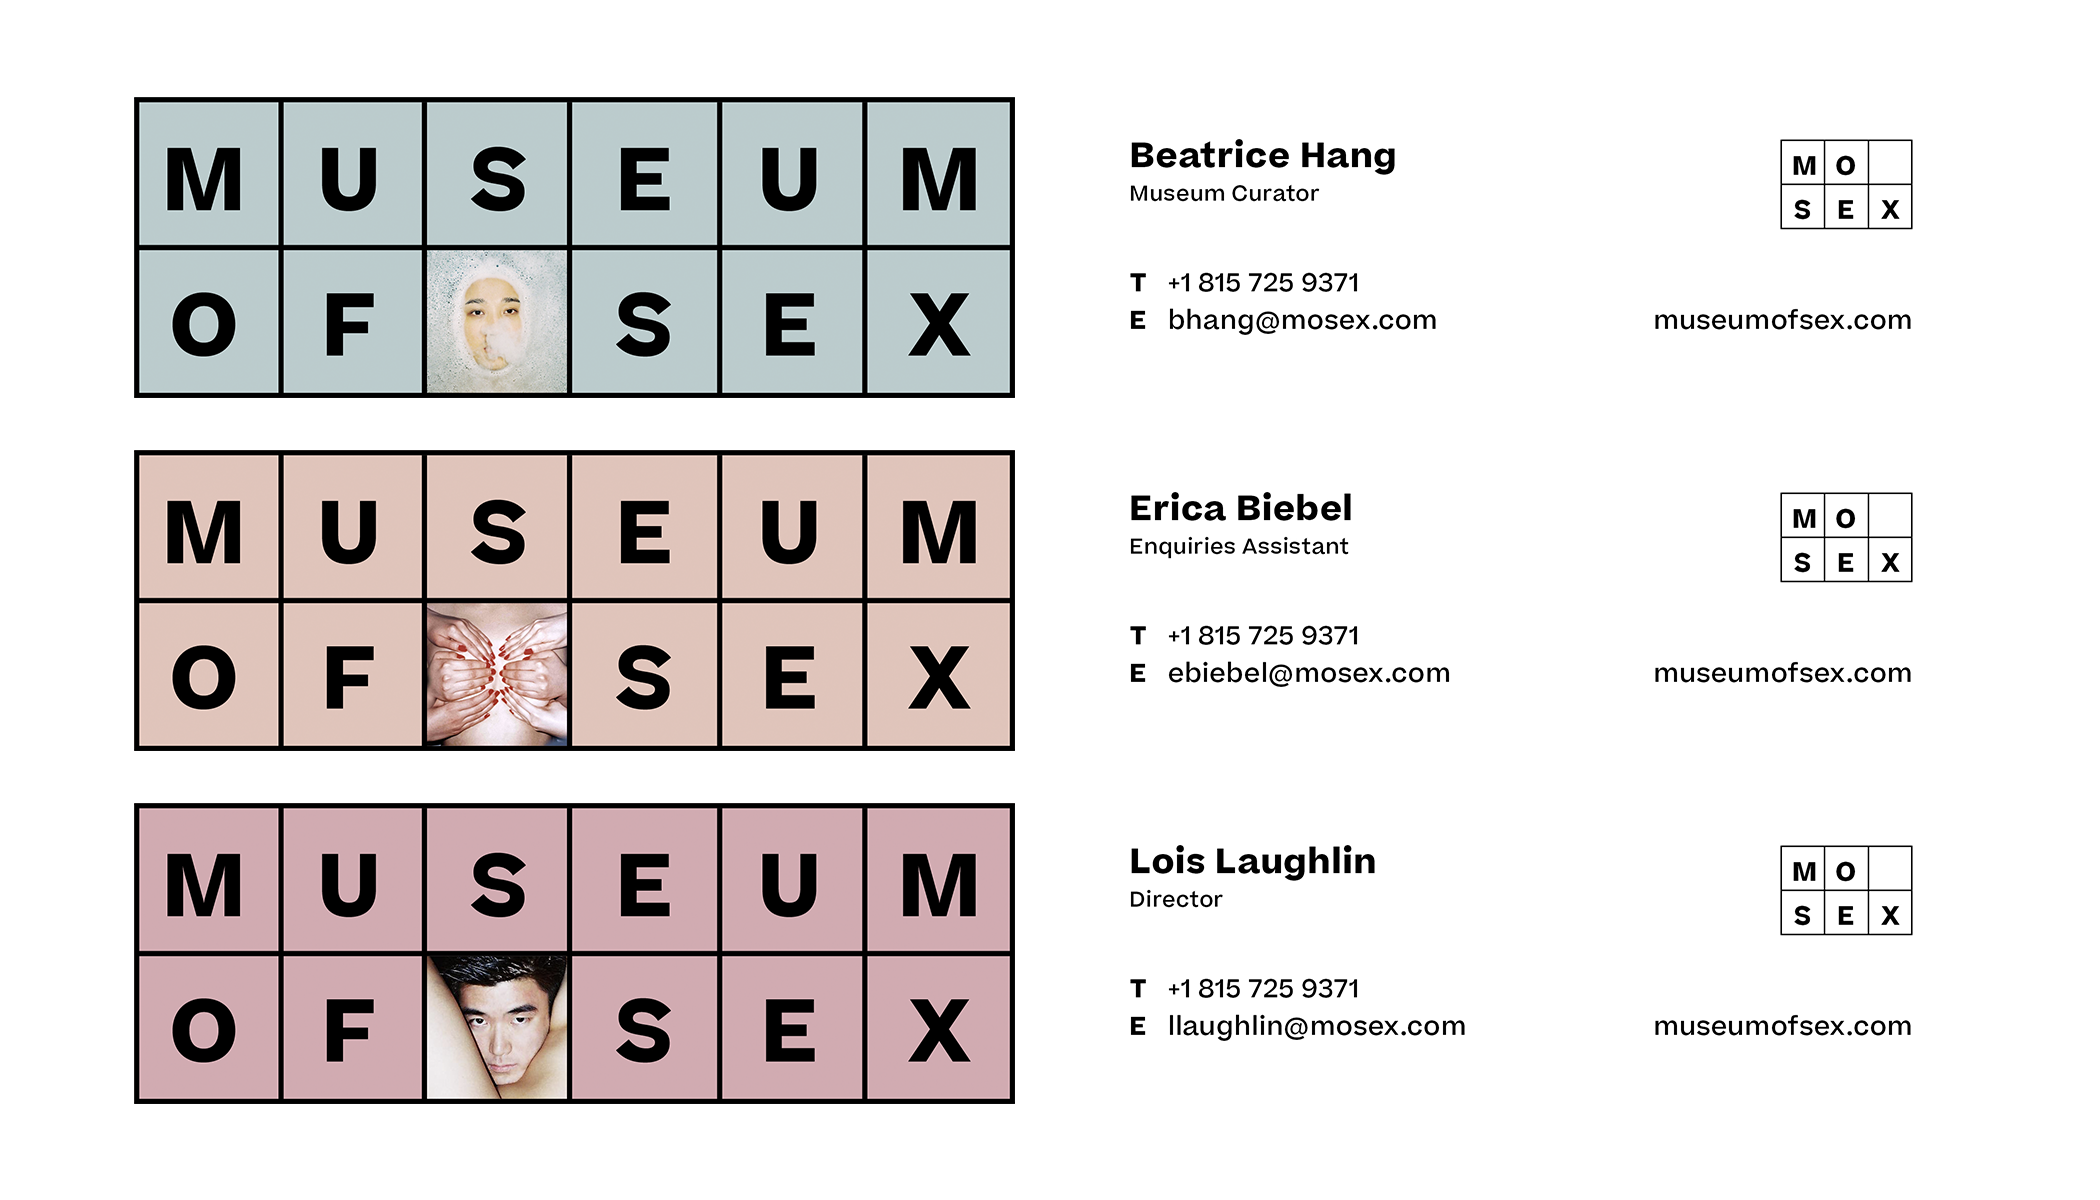 MUSEUM
OF SEX
Beatrice Hang
Museum Curator
T +1 815 725 9371
E bhang@mosex.com
MO
SEX
museumofsex.com
MUSEUM
OF SEX
Erica Biebel
Enquiries Assistant
T +1 815 725 9371
E ebiebel@mosex.com
MO
SEX
museumofsex.com
MUSEUM
OF SEX
Lois Laughlin
Director
T +1 815 725 9371
E llaughlin@mosex.com
MO
SEX
museumofsex.com